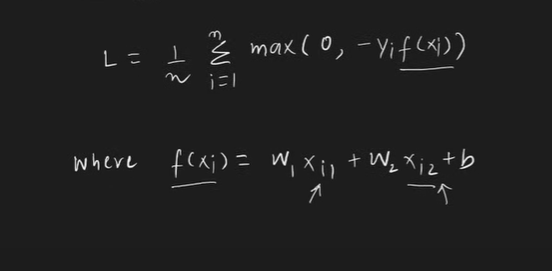 L = 1/n Σ_{i=1}^{n} max(0, -y_i f(x_i))
where f(x_i) = w_1 x_{i1} + w_2 x_{i2} + b